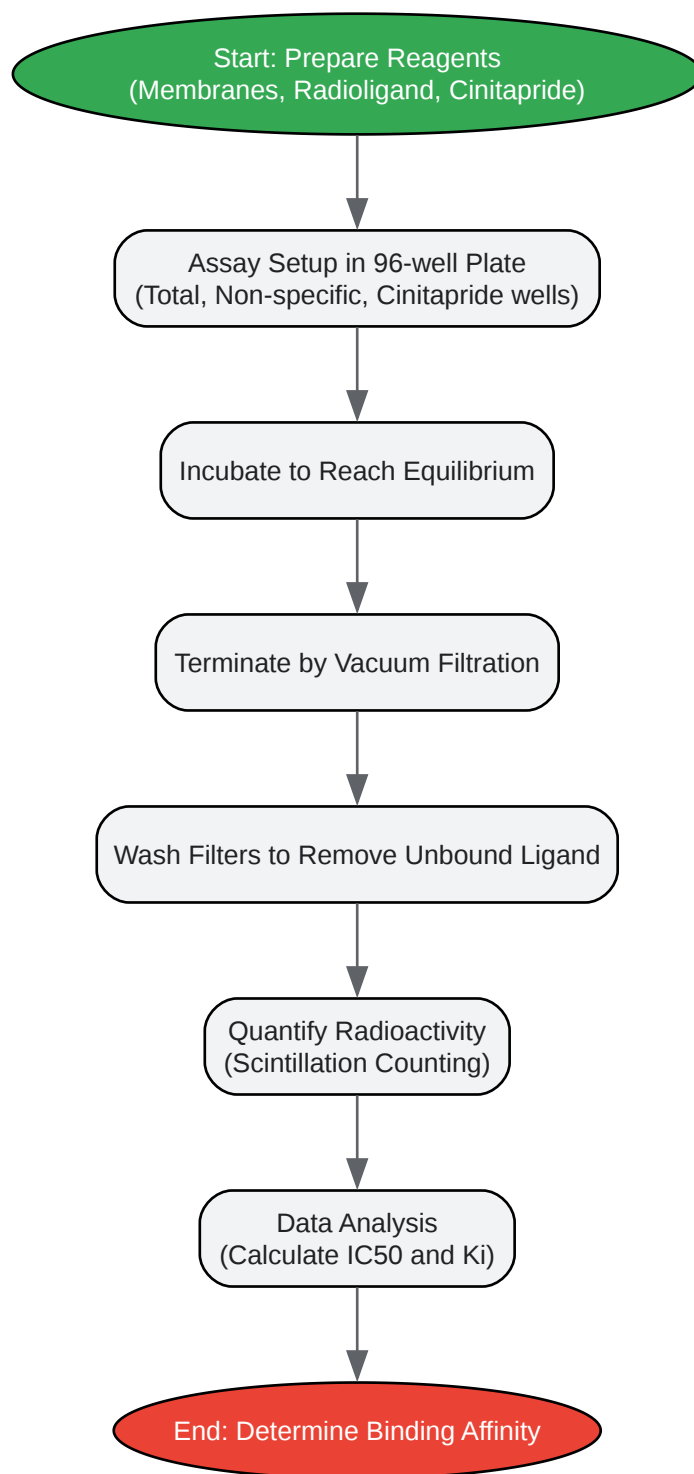 Start: Prepare Reagents
(Membranes, Radioligand, Cinitapride)
Assay Setup in 96-well Plate
(Total, Non-specific, Cinitapride wells)
Incubate to Reach Equilibrium
Terminate by Vacuum Filtration
Wash Filters to Remove Unbound Ligand
Quantify Radioactivity
(Scintillation Counting)
Data Analysis
(Calculate IC50 and Ki)
End: Determine Binding Affinity